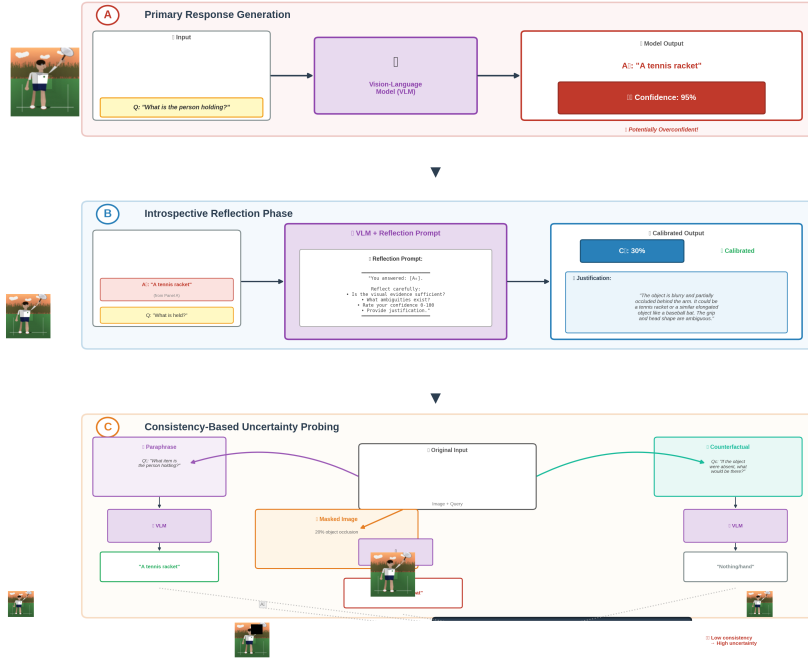 A
Primary Response Generation
Input
Q: "What is the person holding?"
Vision-Language
Model (VLM)
Model Output
A: "A tennis racket"
Confidence: 95%
Potentially Overconfident!
▼
B
Introspective Reflection Phase
A: "A tennis racket"
(from Panel A)
Q: "What is held?"
VLM + Reflection Prompt
Reflection Prompt:
"You answered: [A₀].
Reflect carefully:
• Is the visual evidence sufficient?
• What ambiguities exist?
• Rate your confidence 0-100
• Provide justification."
Calibrated Output
C: 30%
Calibrated
Justification:
"The object is blurry and partially
occluded behind the arm. It could be
a tennis racket or a similar elongated
object like a baseball bat. The grip
and head shape are ambiguous."
▼
C
Consistency-Based Uncertainty Probing
Paraphrase
Q: "What item is
the person holding?"
VLM
"A tennis racket"
Original Input
Image + Query
Masked Image
20% object occlusion
Counterfactual
Q: "If the object
were absent, what
would be there?"
VLM
"Nothing/hand"
Low consistency
→ High uncertainty